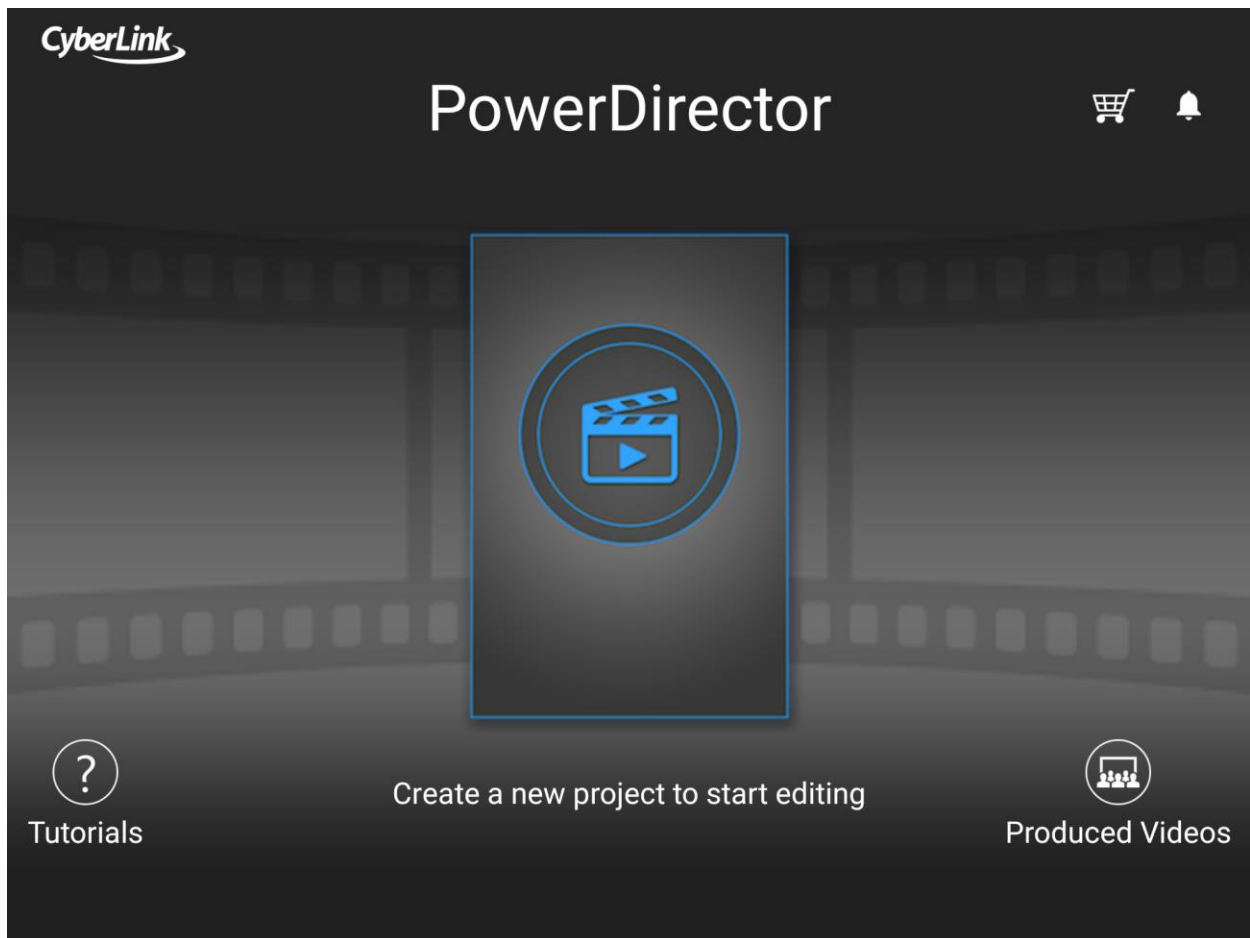 CyberLink
PowerDirector
Create a new project to start editing
Tutorials
Produced Videos